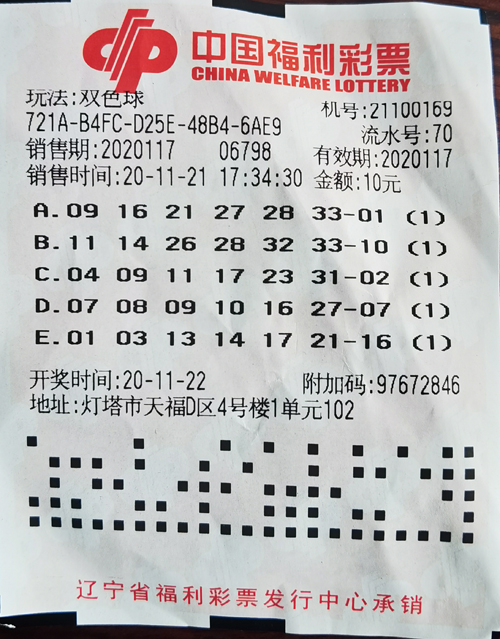 中国福利彩票
CHINA WELFARE LOTTERY
玩法:双色球 机号:21100169
721A-B4FC-D25E-48B4-6AE9 流水号:70
销售期:2020117 06798 有效期:2020117
销售时间:20-11-21 17:34:30 金额:10元
A.09 16 21 27 28 33-01 (1)
B.11 14 26 28 32 33-10 (1)
C.04 09 11 17 23 31-02 (1)
D.07 08 09 10 16 27-07 (1)
E.01 03 13 14 17 21-16 (1)
开奖时间:20-11-22 附加码:97672846
地址:灯塔市天福D区4号楼1单元102
辽宁省福利彩票发行中心承销